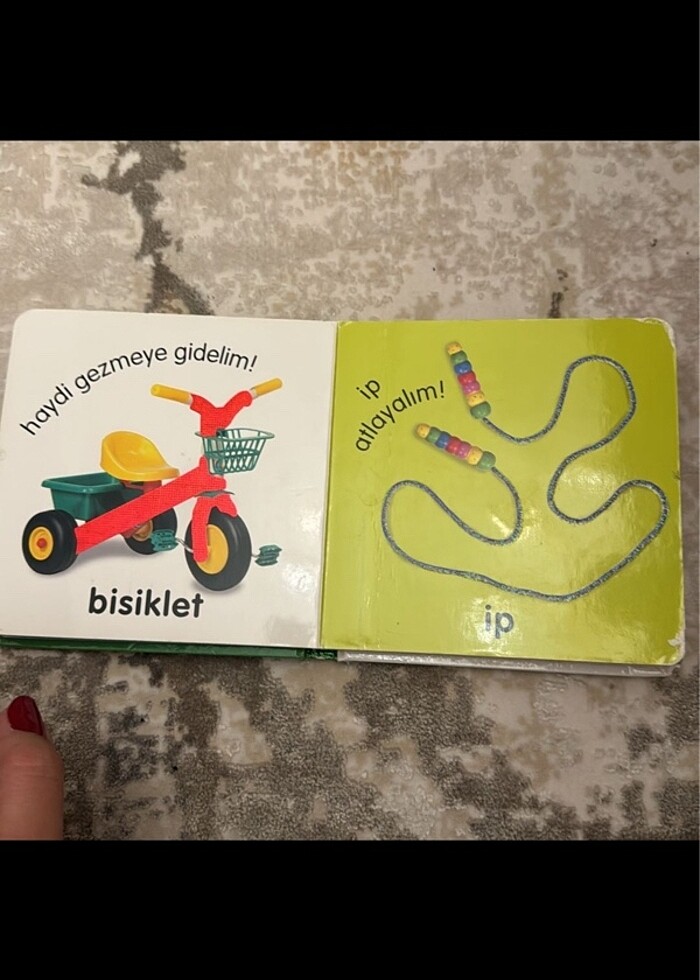 haydi gezmeye gidelim!
bisiklet
ip
atlayalım!
ip